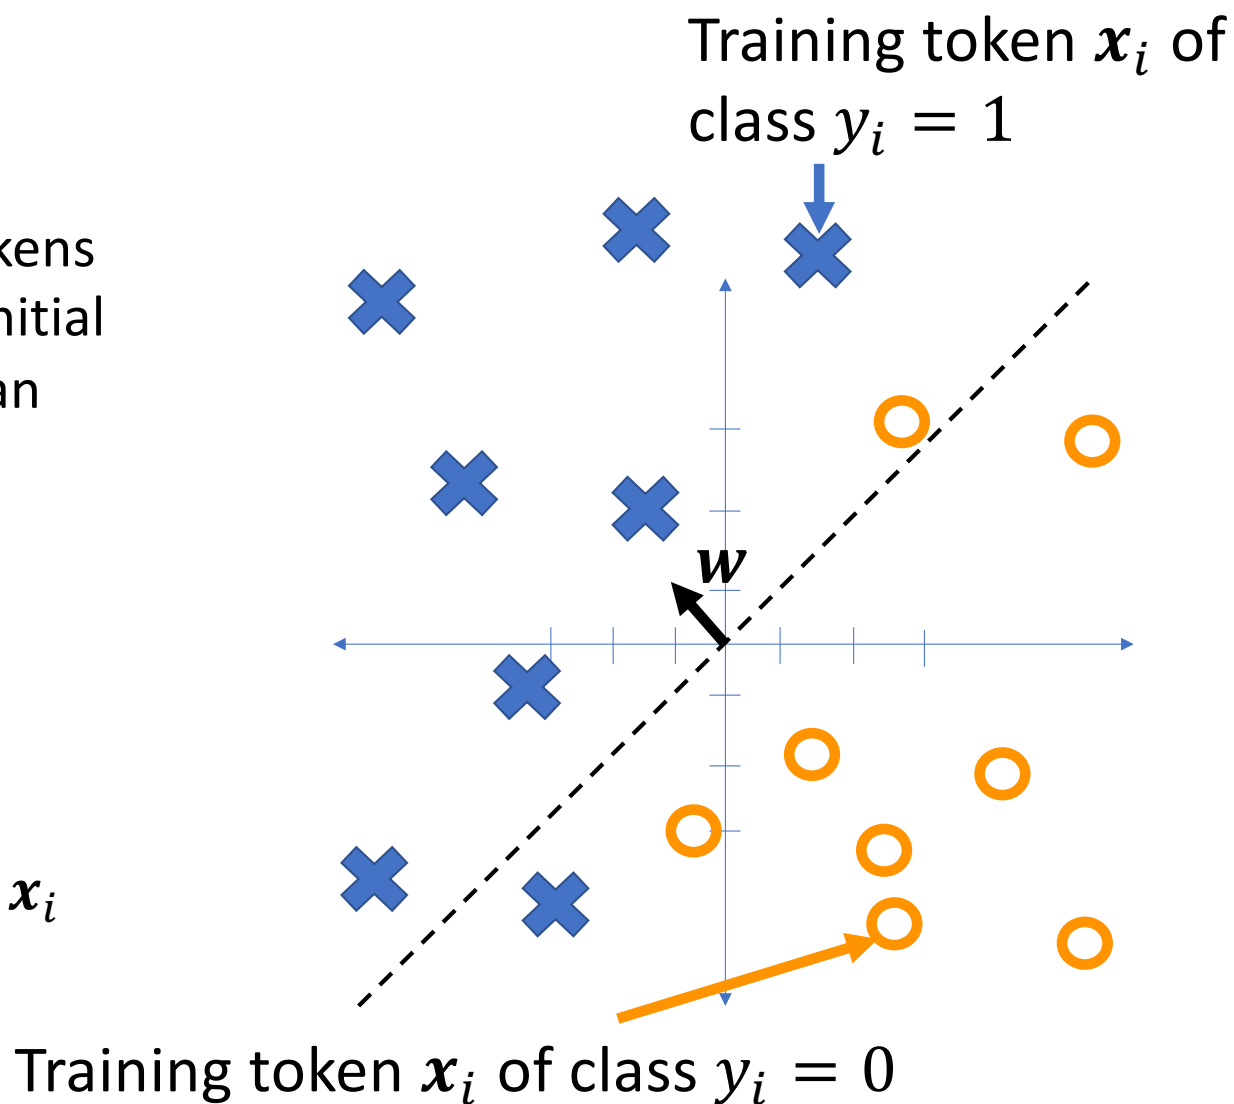 Training token 𝒙ᵢ of
class 𝑦ᵢ = 1
kens
nitial
an
𝒘
𝒙ᵢ
Training token 𝒙ᵢ of class 𝑦ᵢ = 0